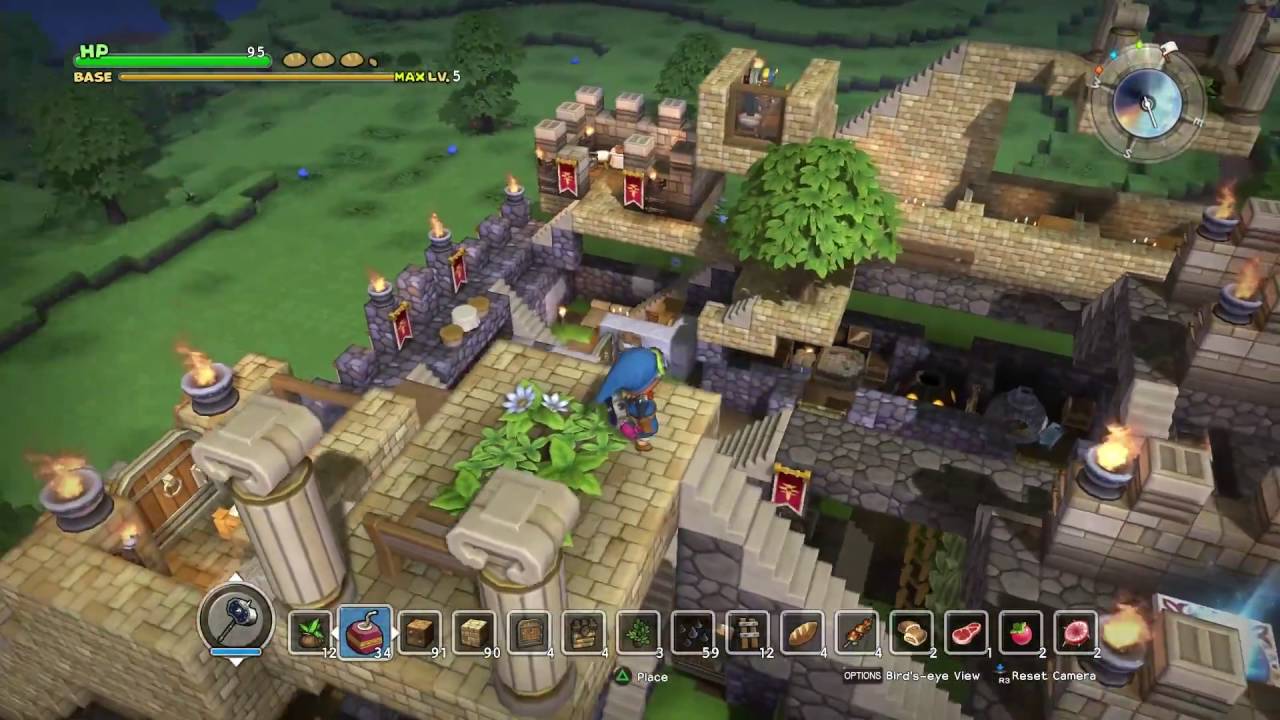 HP 95
BASE MAX LV. 5
N
E
S
12 34 91 90 4 4 3 59 12 4 4 2 1 2 2
Place OPTIONS Bird's-eye View R3 Reset Camera